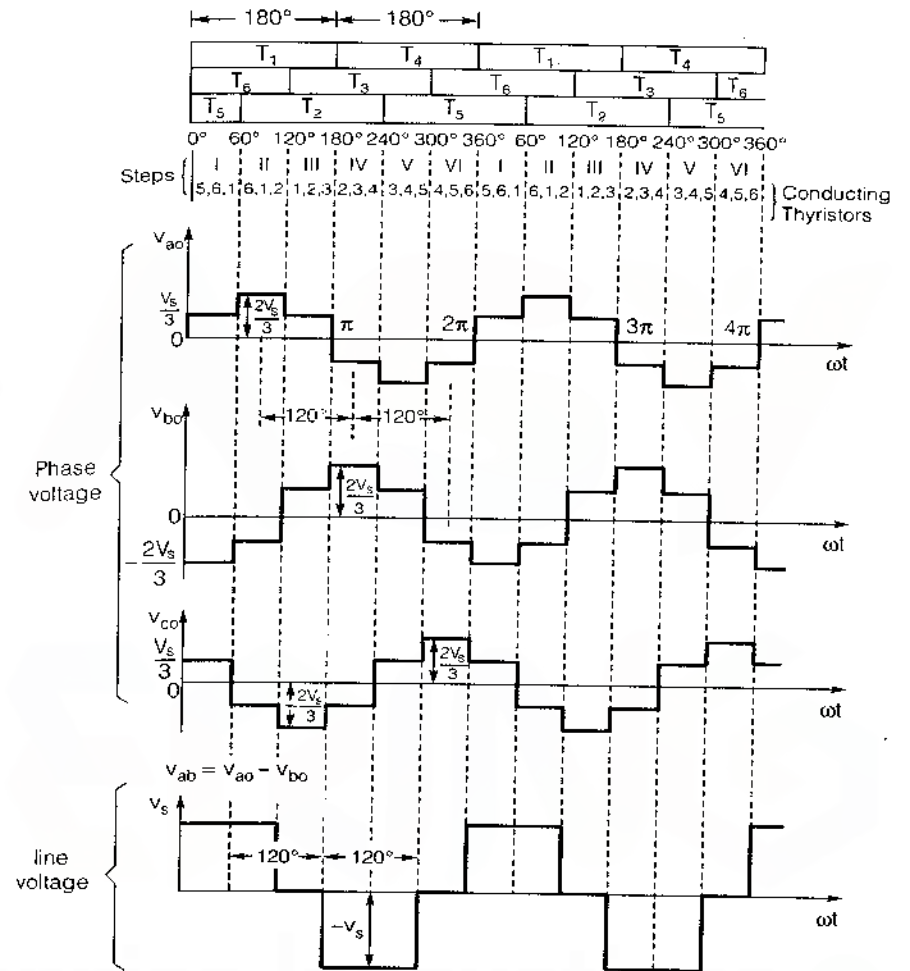 180° 180°
T1 T4 T1 T4
T6 T3 T6 T3 T6
T5 T2 T5 T2 T5
0° 60° 120° 180° 240° 300° 360° 60° 120° 180° 240° 300° 360°
Steps I II III IV V VI I II III IV V VI
5,6,1 6,1,2 1,2,3 2,3,4 3,4,5 4,5,6 5,6,1 6,1,2 1,2,3 2,3,4 3,4,5 4,5,6
Conducting
Thyristors
Vao
Vs/3
2Vs/3
π 2π 3π 4π
0
ωt
120° 120°
Vbo
Phase
voltage
2Vs/3
0
ωt
-2Vs/3
Vco
Vs/3
2Vs/3
0
2Vs/3
ωt
Vab = Vao − Vbo
Vs
120° 120°
line
voltage
−Vs
ωt